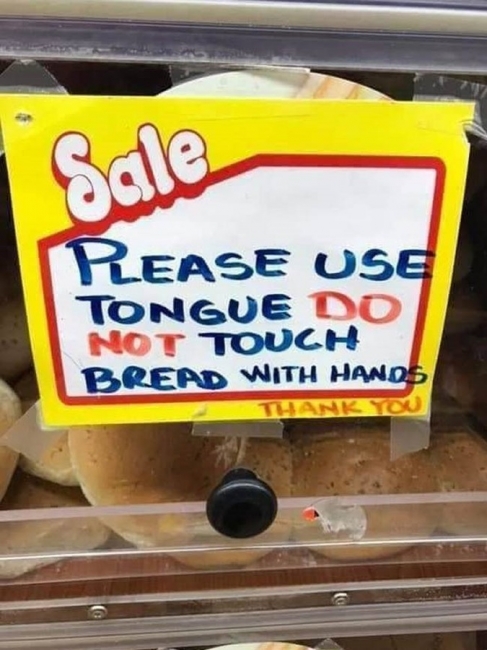 Sale
PLEASE USE
TONGUE DO
NOT TOUCH
BREAD WITH HANDS
THANK YOU